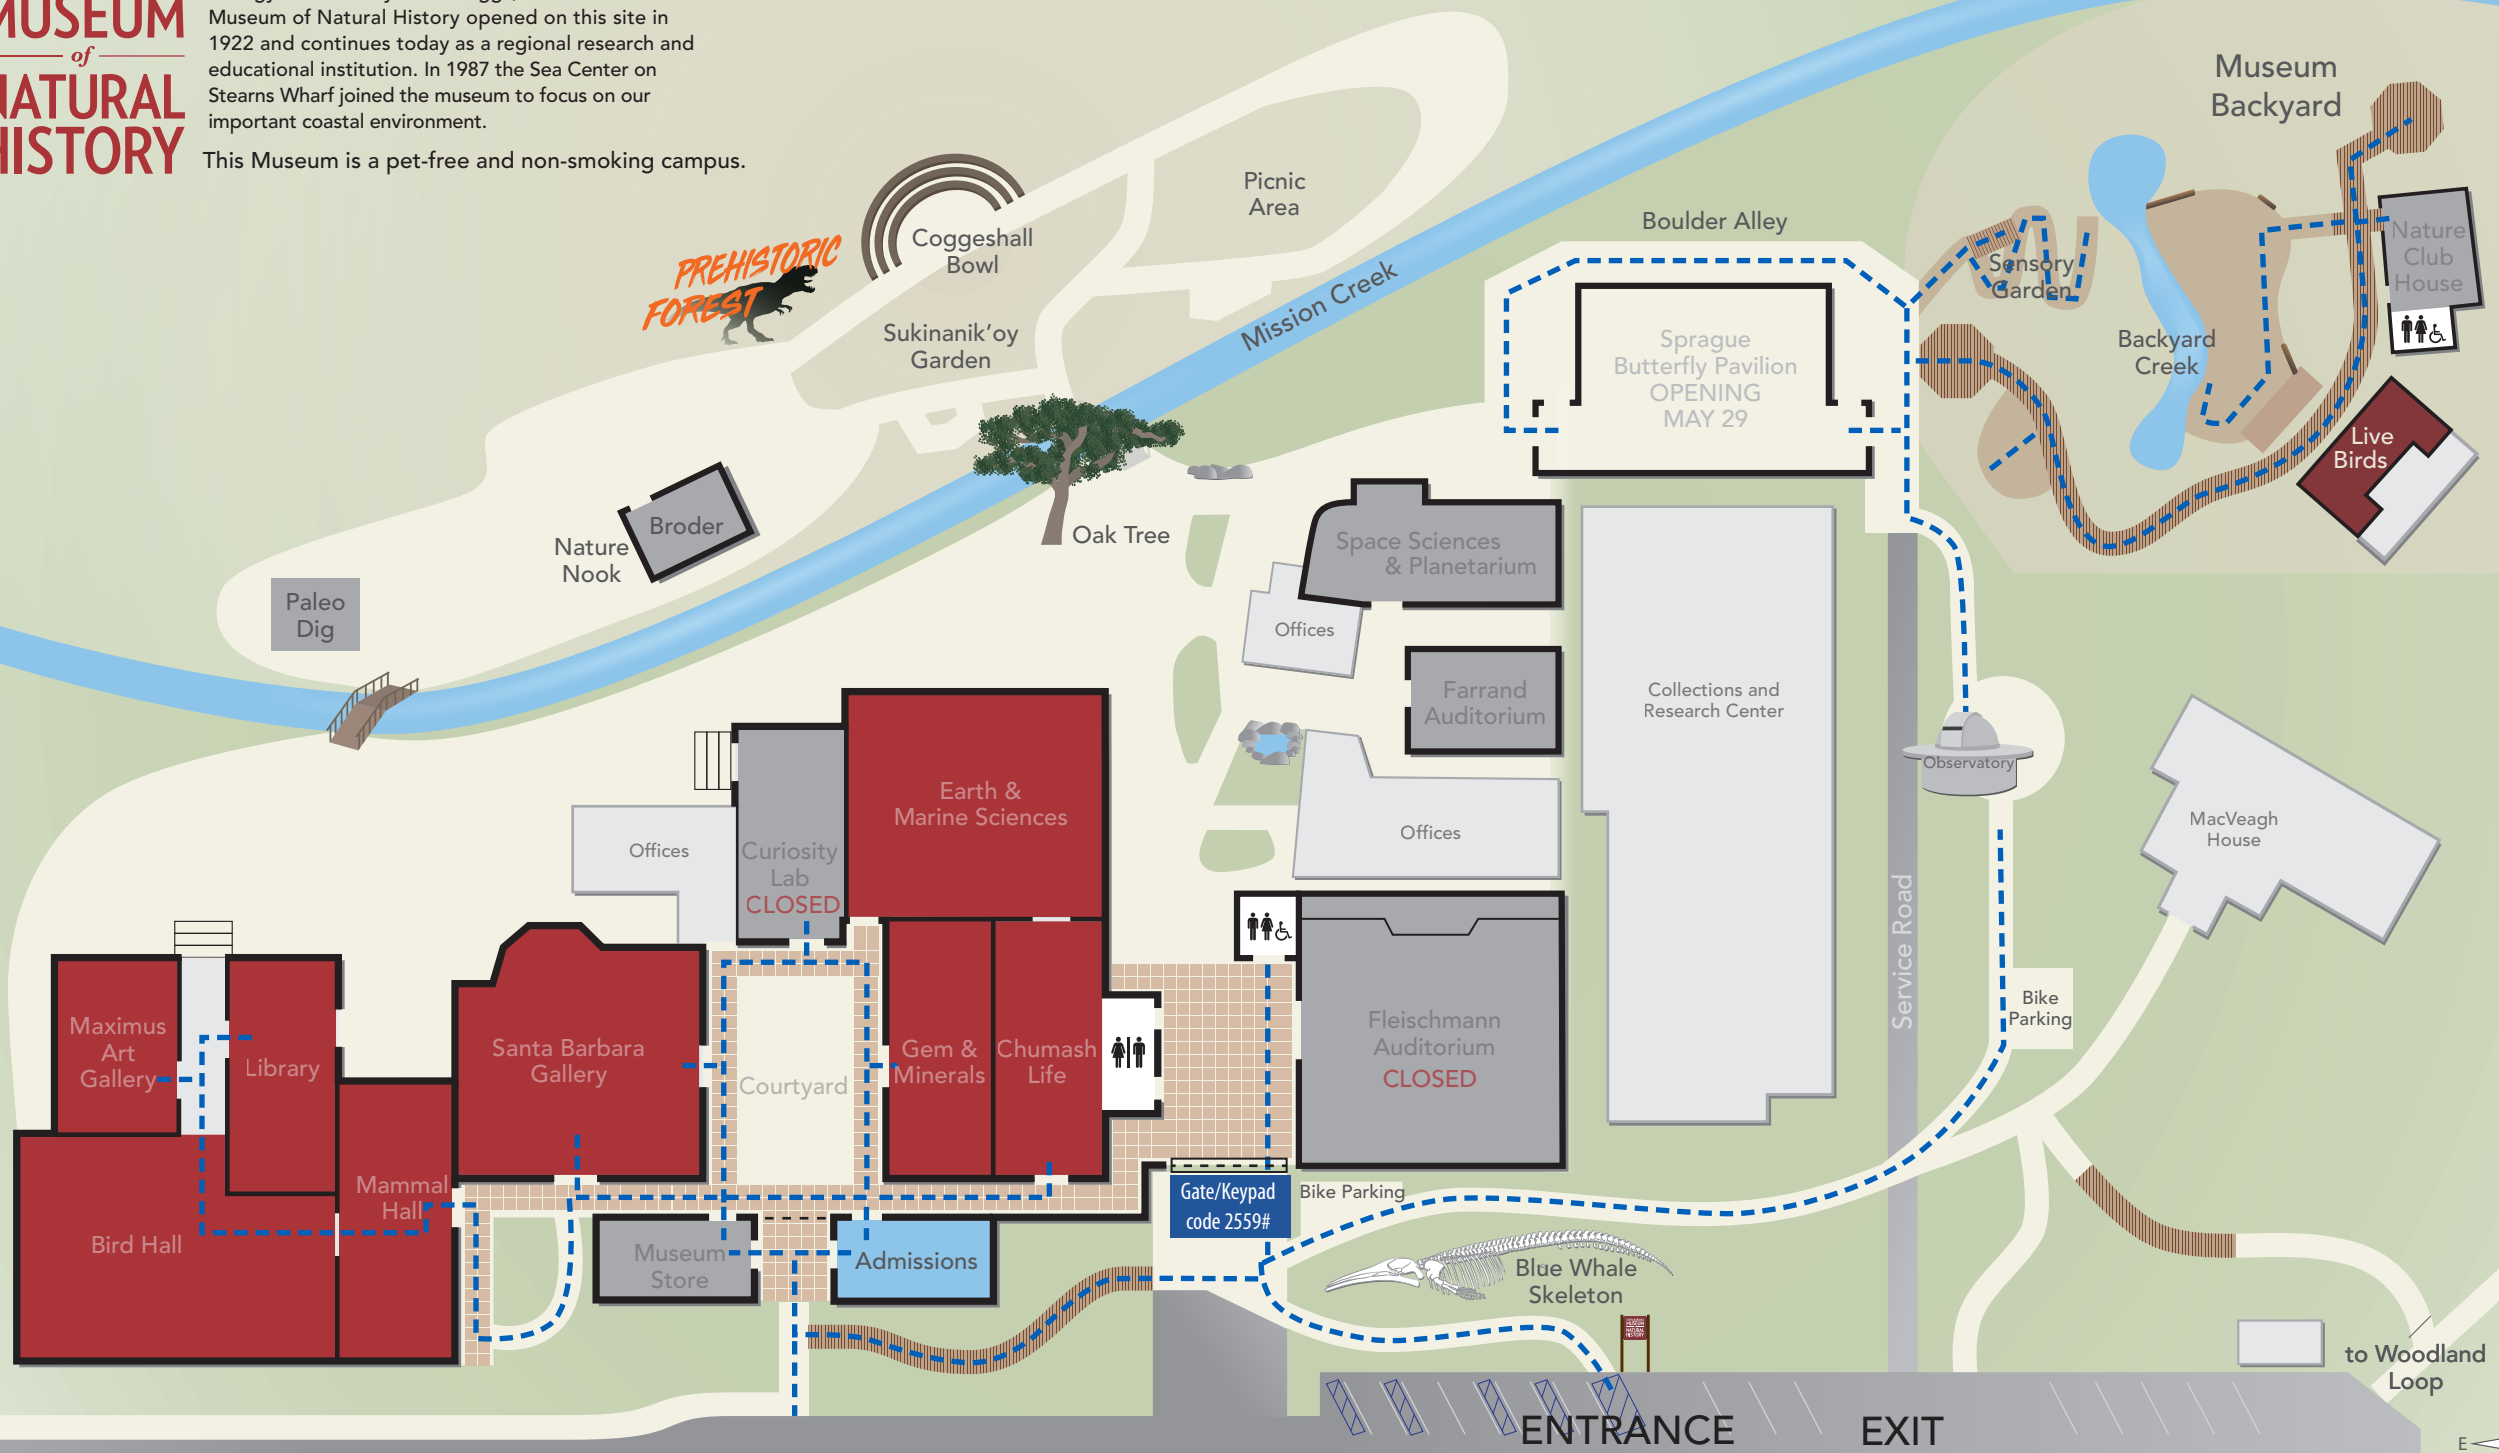 MUSEUM
of
NATURAL
HISTORY
Museum of Natural History opened on this site in
1922 and continues today as a regional research and
educational institution. In 1987 the Sea Center on
Stearns Wharf joined the museum to focus on our
important coastal environment.
This Museum is a pet-free and non-smoking campus.
Museum
Backyard
Picnic
Area
Boulder Alley
Coggeshall
Bowl
PREHISTORIC
FOREST
Sukinanik’oy
Garden
Mission Creek
Sensory
Garden
Nature
Club
House
Backyard
Creek
Sprague
Butterfly Pavilion
OPENING
MAY 29
Live
Birds
Broder
Nature
Nook
Oak Tree
Space Sciences
& Planetarium
Paleo
Dig
Offices
Farrand
Auditorium
Collections and
Research Center
Observatory
MacVeagh
House
Earth &
Marine Sciences
Offices
Curiosity
Lab
CLOSED
Offices
Service Road
Bike
Parking
Maximus
Art
Gallery
Library
Santa Barbara
Gallery
Courtyard
Gem &
Minerals
Chumash
Life
Fleischmann
Auditorium
CLOSED
Mammal
Hall
Bird Hall
Gate/Keypad
code 2559#
Bike Parking
Museum
Store
Admissions
Blue Whale
Skeleton
MUSEUM
NATURAL
HISTORY
to Woodland
Loop
ENTRANCE
EXIT
E